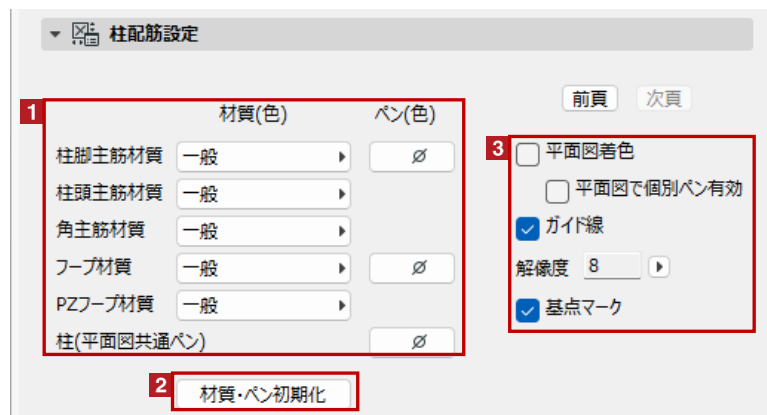 柱配筋設定
前頁 次頁
1
材質(色) ペン(色)
柱脚主筋材質 一般 Ø
柱頭主筋材質 一般
角主筋材質 一般
フープ材質 一般 Ø
PZフープ材質 一般
柱(平面図共通ペン) Ø
2
材質・ペン初期化
3
平面図着色
平面図で個別ペン有効
ガイド線
解像度 8
基点マーク